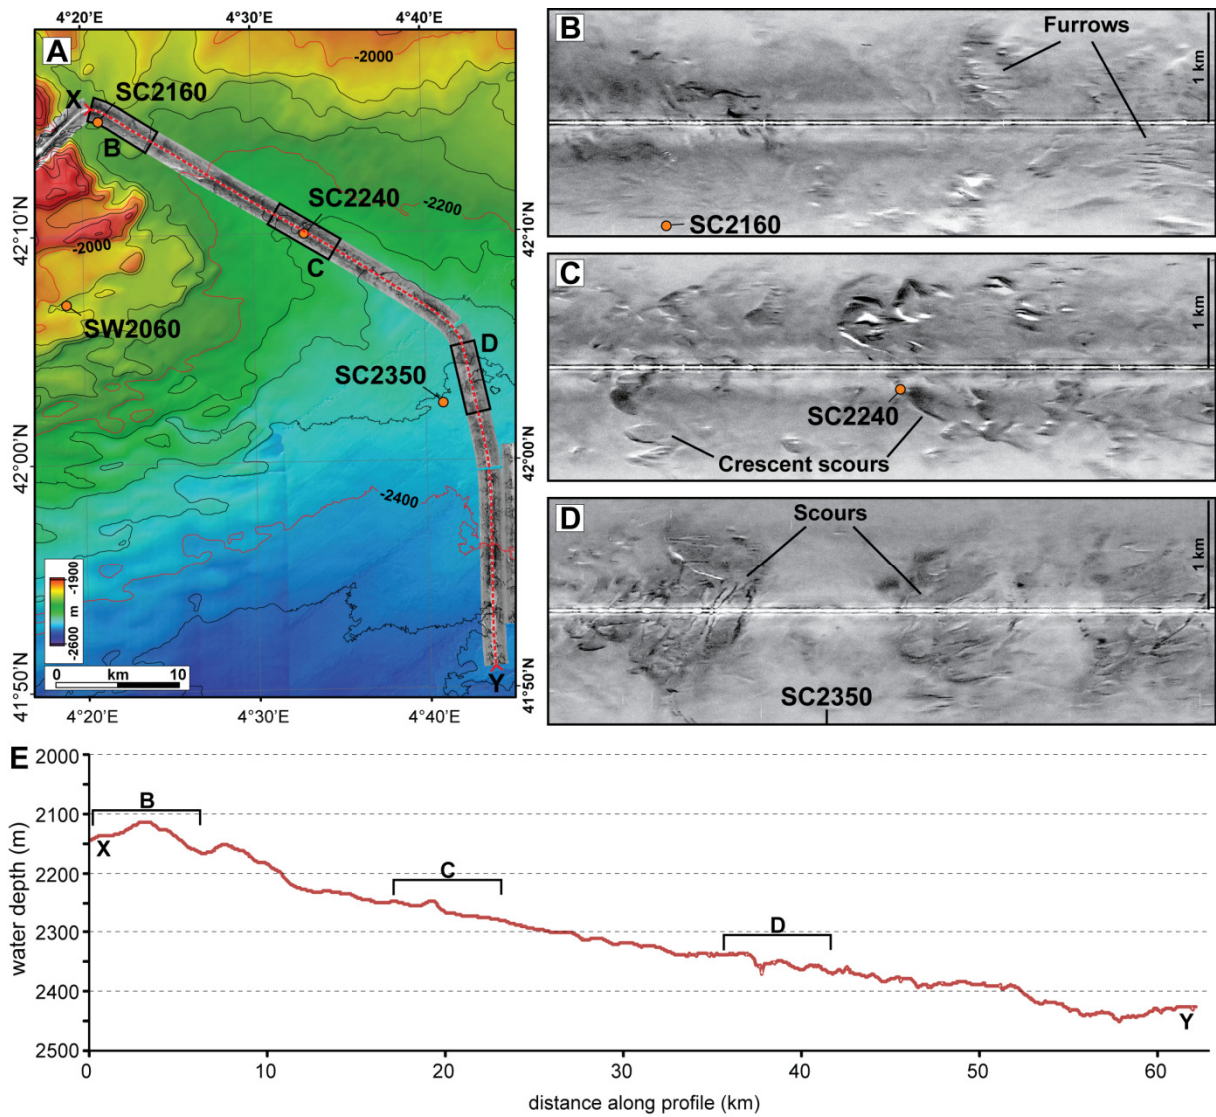 4°20'E
4°30'E
4°40'E
A
-2000
X
SC2160
B
SC2240
-2200
42°10'N
42°10'N
-2000
C
SW2060
D
SC2350
42°00'N
42°00'N
-2400
-1900
m
-2600
0 km 10
Y
41°50'N
41°50'N
4°20'E
4°30'E
4°40'E
B
Furrows
1 km
SC2160
C
1 km
SC2240
Crescent scours
D
Scours
1 km
SC2350
E
2000
2100
2200
2300
2400
2500
water depth (m)
B
X
C
D
Y
0 10 20 30 40 50 60
distance along profile (km)